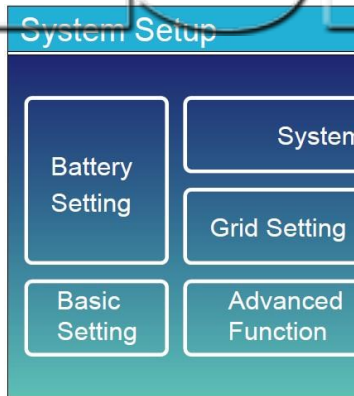 System Setup
Battery
Setting
System
Grid Setting
Basic
Setting
Advanced
Function